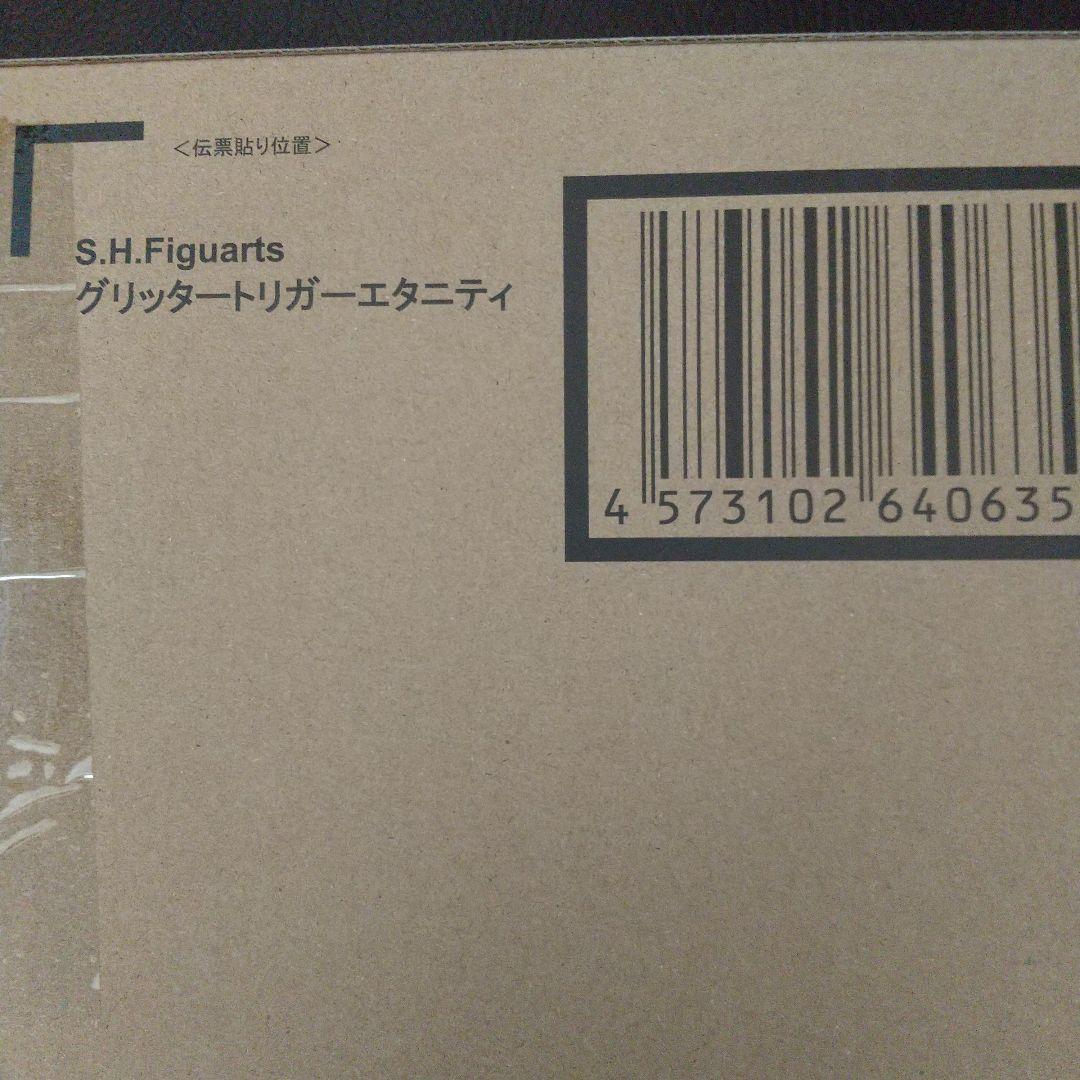 ＜伝票貼り位置＞
S.H.Figuarts
グリッタートリガーエタニティ
4 573102 640635